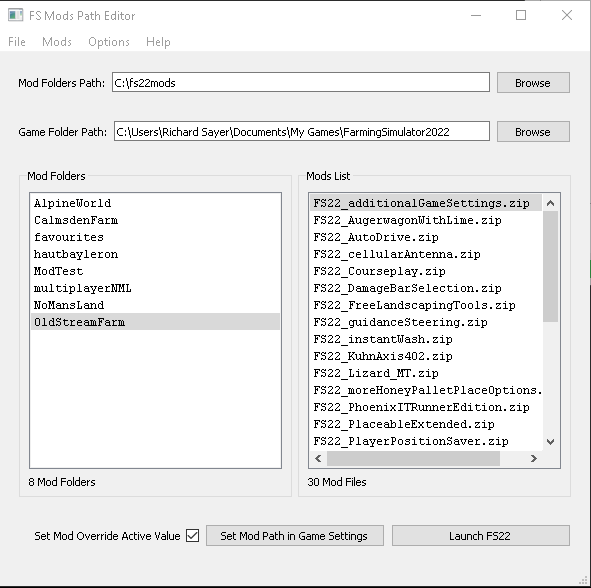 FS Mods Path Editor
File Mods Options Help
Mod Folders Path: C:\fs22mods Browse
Game Folder Path: C:\Users\Richard Sayer\Documents\My Games\FarmingSimulator2022 Browse
Mod Folders
AlpineWorld
CalmsdenFarm
favourites
hautbayleron
ModTest
multiplayerNML
NoMansLand
OldStreamFarm
8 Mod Folders
Mods List
FS22_additionalGameSettings.zip
FS22_AugerwagonWithLime.zip
FS22_AutoDrive.zip
FS22_cellularAntenna.zip
FS22_Courseplay.zip
FS22_DamageBarSelection.zip
FS22_FreeLandscapingTools.zip
FS22_guidanceSteering.zip
FS22_instantWash.zip
FS22_KuhnAxis402.zip
FS22_Lizard_MT.zip
FS22_moreHoneyPalletPlaceOptions.
FS22_PhoenixITRunnerEdition.zip
FS22_PlaceableExtended.zip
FS22_PlayerPositionSaver.zip
30 Mod Files
Set Mod Override Active Value Set Mod Path in Game Settings Launch FS22